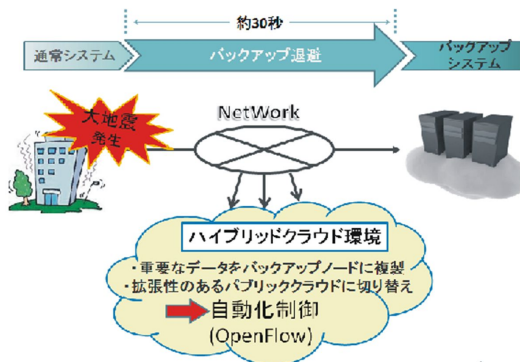 約30秒
通常システム
バックアップ退避
バックアップ
システム
大地震
発生
NetWork
ハイブリッドクラウド環境
・重要なデータをバックアップノードに複製
・拡張性のあるパブリッククラウドに切り替え
自動化制御
(OpenFlow)